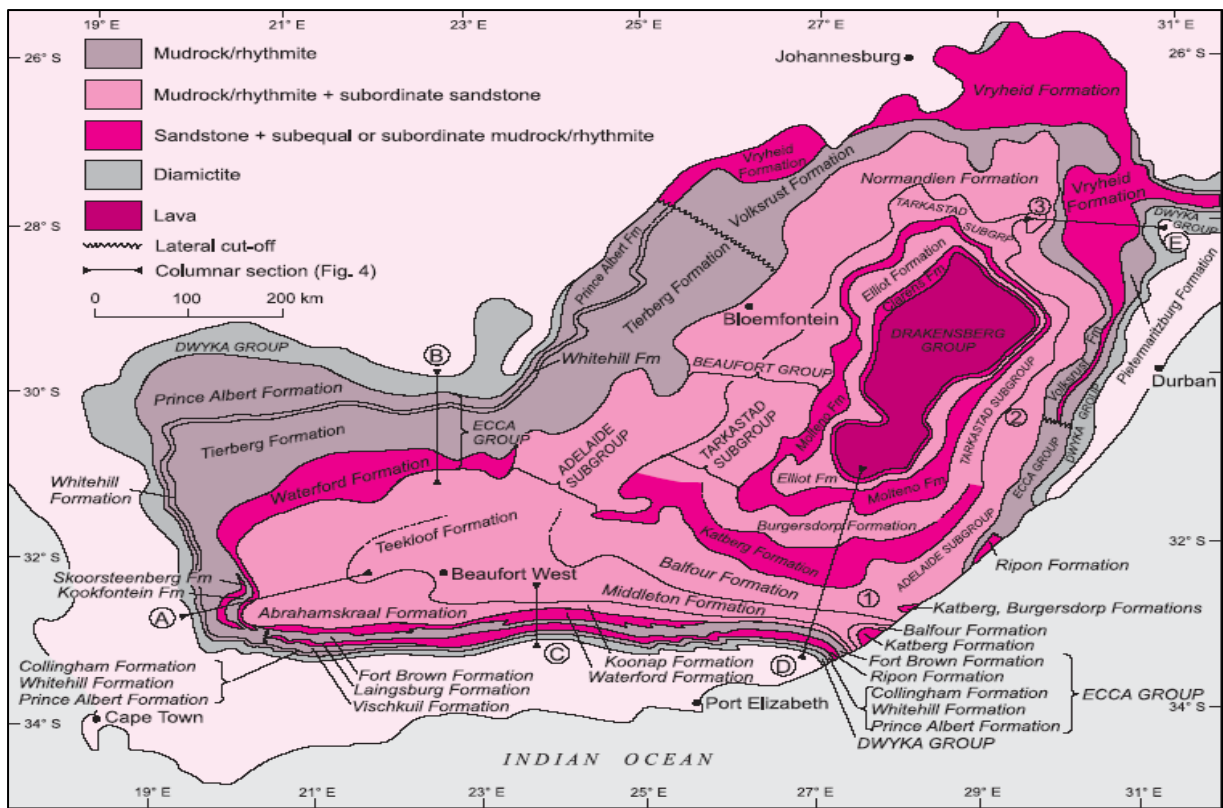 19° E
21° E
23° E
25° E
27° E
31° E
26° S
26° S
Mudrock/rhythmite
Mudrock/rhythmite + subordinate sandstone
Sandstone + subequal or subordinate mudrock/rhythmite
Diamictite
Lava
Lateral cut-off
Columnar section (Fig. 4)
0 100 200 km
28° S
28° S
30° S
30° S
32° S
32° S
34° S
34° S
Johannesburg
Vryheid Formation
Vryheid
Formation
Volksrust Formation
Normandien Formation
Vryheid
Formation
TARKASTAD
SUBGRP
3
DWYKA
GROUP
E
Prince Albert Fm
Tierberg Formation
Elliot Formation
Clarens Fm
Bloemfontein
DRAKENSBERG
GROUP
Pietermaritzburg Formation
DWYKA GROUP
B
Whitehill Fm
BEAUFORT GROUP
Volksrust Fm
Durban
Prince Albert Formation
ECCA
GROUP
Molteno Fm
TARKASTAD SUBGROUP
2
DWYKA GROUP
Tierberg Formation
ADELAIDE
SUBGROUP
TARKASTAD
SUBGROUP
ECCA GROUP
Whitehill
Formation
Waterford Formation
Elliot Fm
Molteno Fm
Teekloof Formation
Katberg Formation
Burgersdorp Formation
ADELAIDE SUBGROUP
Ripon Formation
Skoorsteenberg Fm
Kookfontein Fm
Beaufort West
Balfour Formation
A
Abrahamskraal Formation
Middleton Formation
1
Katberg, Burgersdorp Formations
Balfour Formation
Katberg Formation
Fort Brown Formation
Ripon Formation
Collingham Formation
Whitehill Formation
Prince Albert Formation
ECCA GROUP
DWYKA GROUP
C
D
Koonap Formation
Waterford Formation
Collingham Formation
Whitehill Formation
Prince Albert Formation
Fort Brown Formation
Laingsburg Formation
Vischkuil Formation
Cape Town
Port Elizabeth
INDIAN OCEAN
19° E
21° E
23° E
25° E
27° E
29° E
31° E